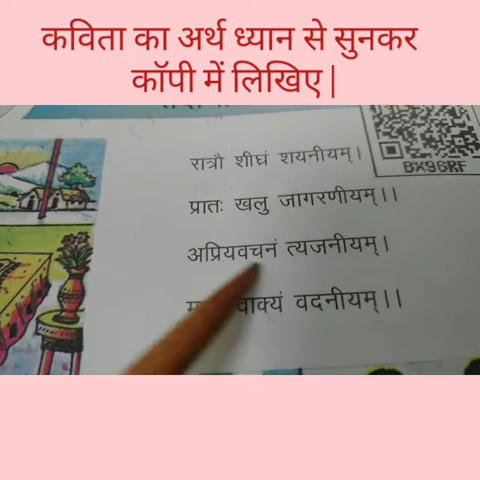 कविता का अर्थ ध्यान से सुनकर
कॉपी में लिखिए |
BX96RF
रात्रौ शीघ्रं शयनीयम्।
प्रातः खलु जागरणीयम्।।
अप्रियवचनं त्यजनीयम्।
वाक्यं वदनीयम्।।